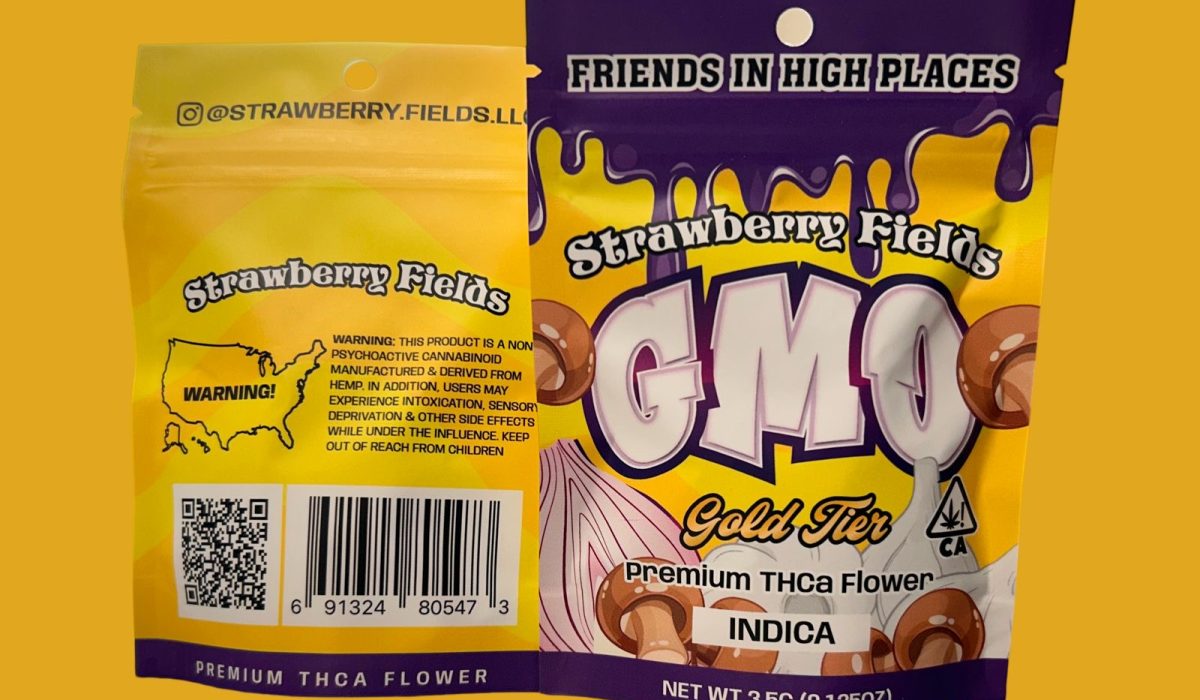 @STRAWBERRY.FIELDS.LLC
Strawberry Fields
WARNING!
WARNING: THIS PRODUCT IS A NON
PSYCHOACTIVE CANNABINOID
MANUFACTURED & DERIVED FROM
HEMP. IN ADDITION, USERS MAY
EXPERIENCE INTOXICATION, SENSORY
DEPRIVATION & OTHER SIDE EFFECTS
WHILE UNDER THE INFLUENCE. KEEP
OUT OF REACH FROM CHILDREN
6 91324 80547 3
PREMIUM THCA FLOWER
FRIENDS IN HIGH PLACES
Strawberry Fields
GMO
Gold Tier
CA
Premium THCa Flower
INDICA
NET WT 3.5G (0.125OZ)